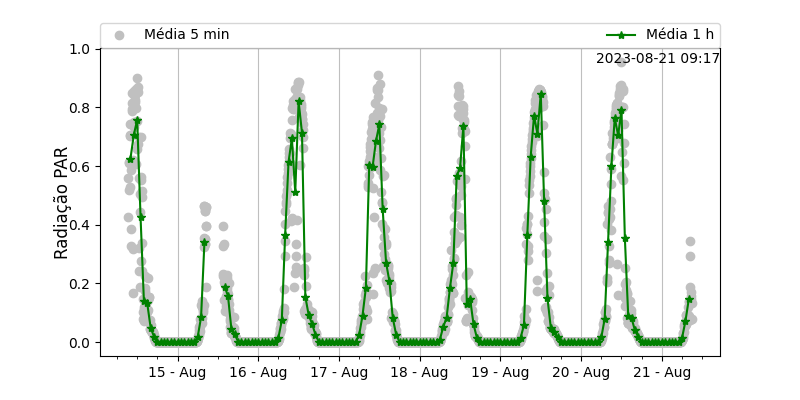 Média 5 min
Média 1 h
2023-08-21 09:17
Radiação PAR
1.0
0.8
0.6
0.4
0.2
0.0
15 - Aug
16 - Aug
17 - Aug
18 - Aug
19 - Aug
20 - Aug
21 - Aug